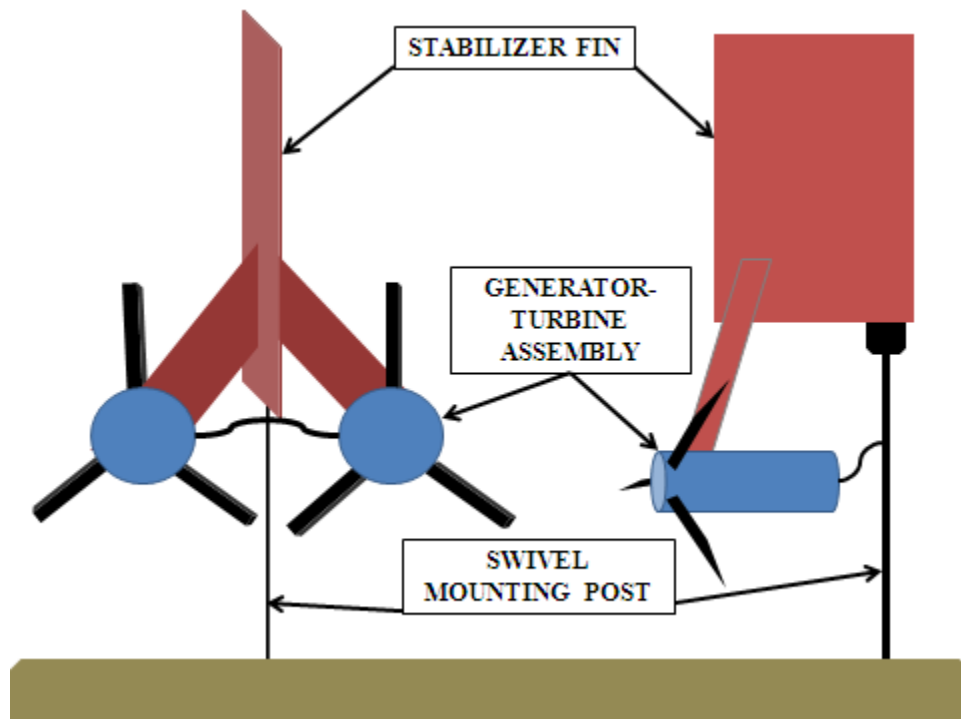 STABILIZER FIN
GENERATOR-
TURBINE
ASSEMBLY
SWIVEL
MOUNTING POST